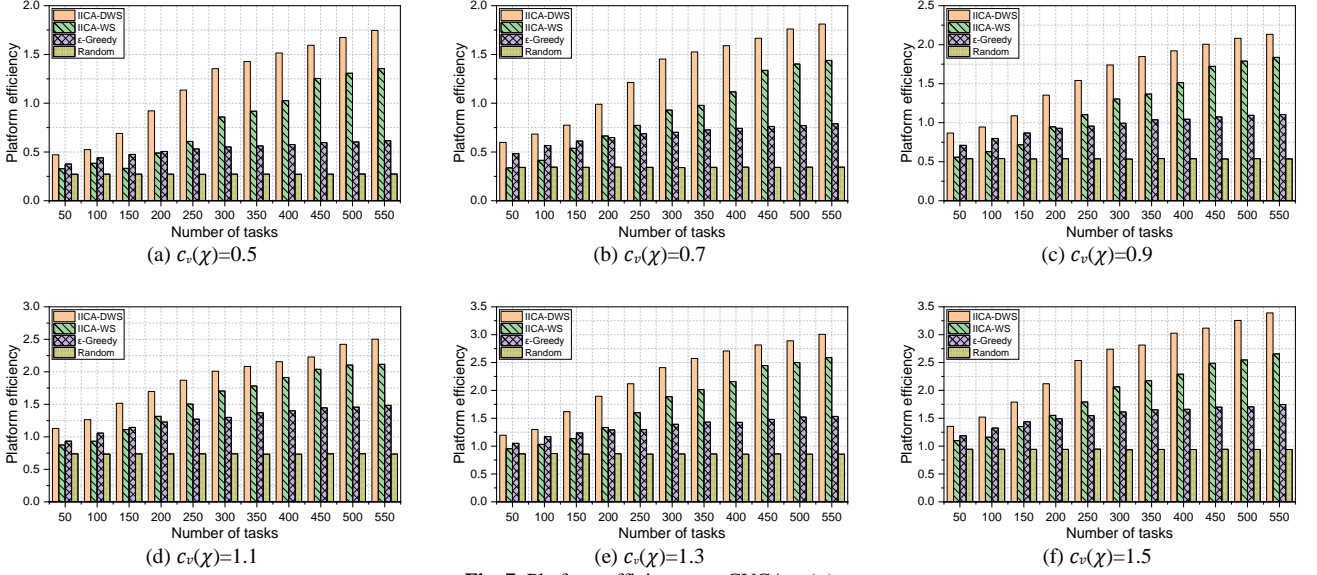 2.0
1.5
1.0
0.5
0.0
Platform efficiency
IICA-DWS
IICA-WS
ε-Greedy
Random
50 100 150 200 250 300 350 400 450 500 550
Number of tasks
(a) c_v(χ)=0.5
2.0
1.5
1.0
0.5
0.0
Platform efficiency
IICA-DWS
IICA-WS
ε-Greedy
Random
50 100 150 200 250 300 350 400 450 500 550
Number of tasks
(b) c_v(χ)=0.7
2.5
2.0
1.5
1.0
0.5
0.0
Platform efficiency
IICA-DWS
IICA-WS
ε-Greedy
Random
50 100 150 200 250 300 350 400 450 500 550
Number of tasks
(c) c_v(χ)=0.9
3.0
2.5
2.0
1.5
1.0
0.5
0.0
Platform efficiency
IICA-DWS
IICA-WS
ε-Greedy
Random
50 100 150 200 250 300 350 400 450 500 550
Number of tasks
(d) c_v(χ)=1.1
3.5
3.0
2.5
2.0
1.5
1.0
0.5
0.0
Platform efficiency
IICA-DWS
IICA-WS
ε-Greedy
Random
50 100 150 200 250 300 350 400 450 500 550
Number of tasks
(e) c_v(χ)=1.3
3.5
3.0
2.5
2.0
1.5
1.0
0.5
0.0
Platform efficiency
IICA-DWS
IICA-WS
ε-Greedy
Random
50 100 150 200 250 300 350 400 450 500 550
Number of tasks
(f) c_v(χ)=1.5